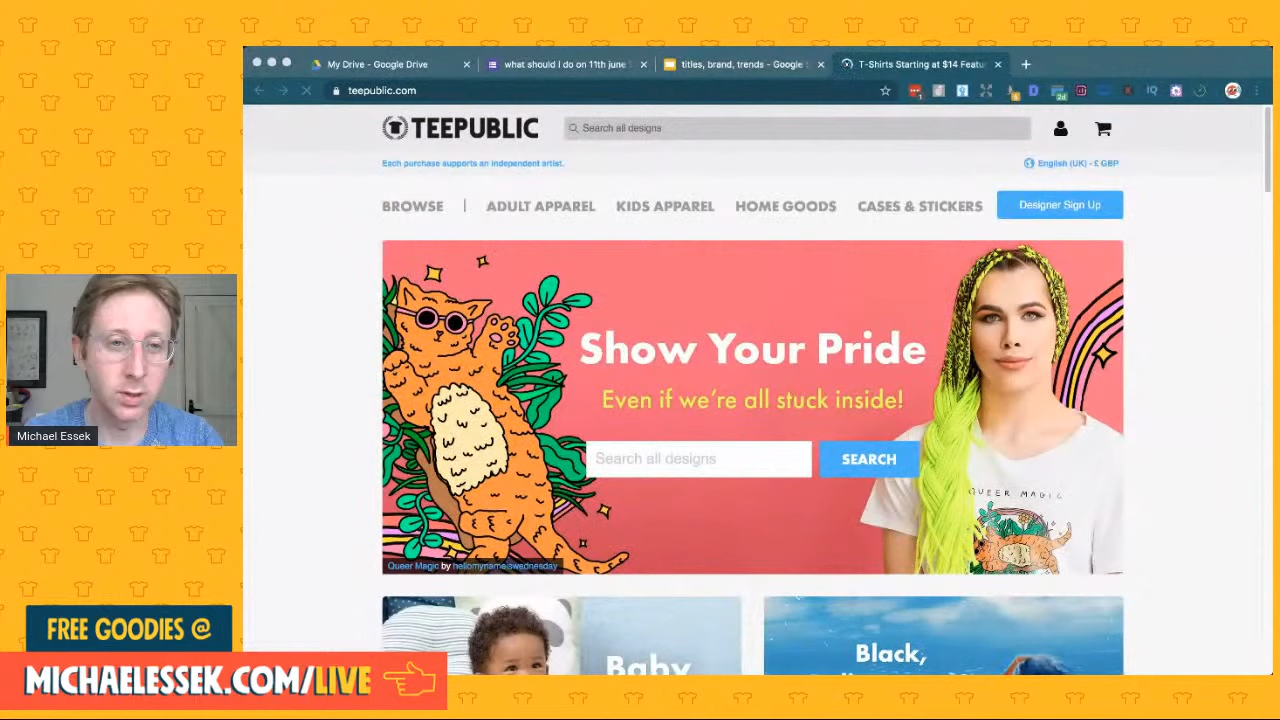 My Drive - Google Drive
what should I do on 11th june
titles, brand, trends - Google
T-Shirts Starting at $14 Featu
teepublic.com
IQ
TEEPUBLIC
Search all designs
Each purchase supports an independent artist.
English (UK) - £ GBP
BROWSE | ADULT APPAREL KIDS APPAREL HOME GOODS CASES & STICKERS
Designer Sign Up
Show Your Pride
Even if we're all stuck inside!
Search all designs
SEARCH
QUEER MAGIC
Queer Magic by hellomynameiswednesday
Baby
Black,
Michael Essek
FREE GOODIES @
MICHAELESSEK.COM/LIVE